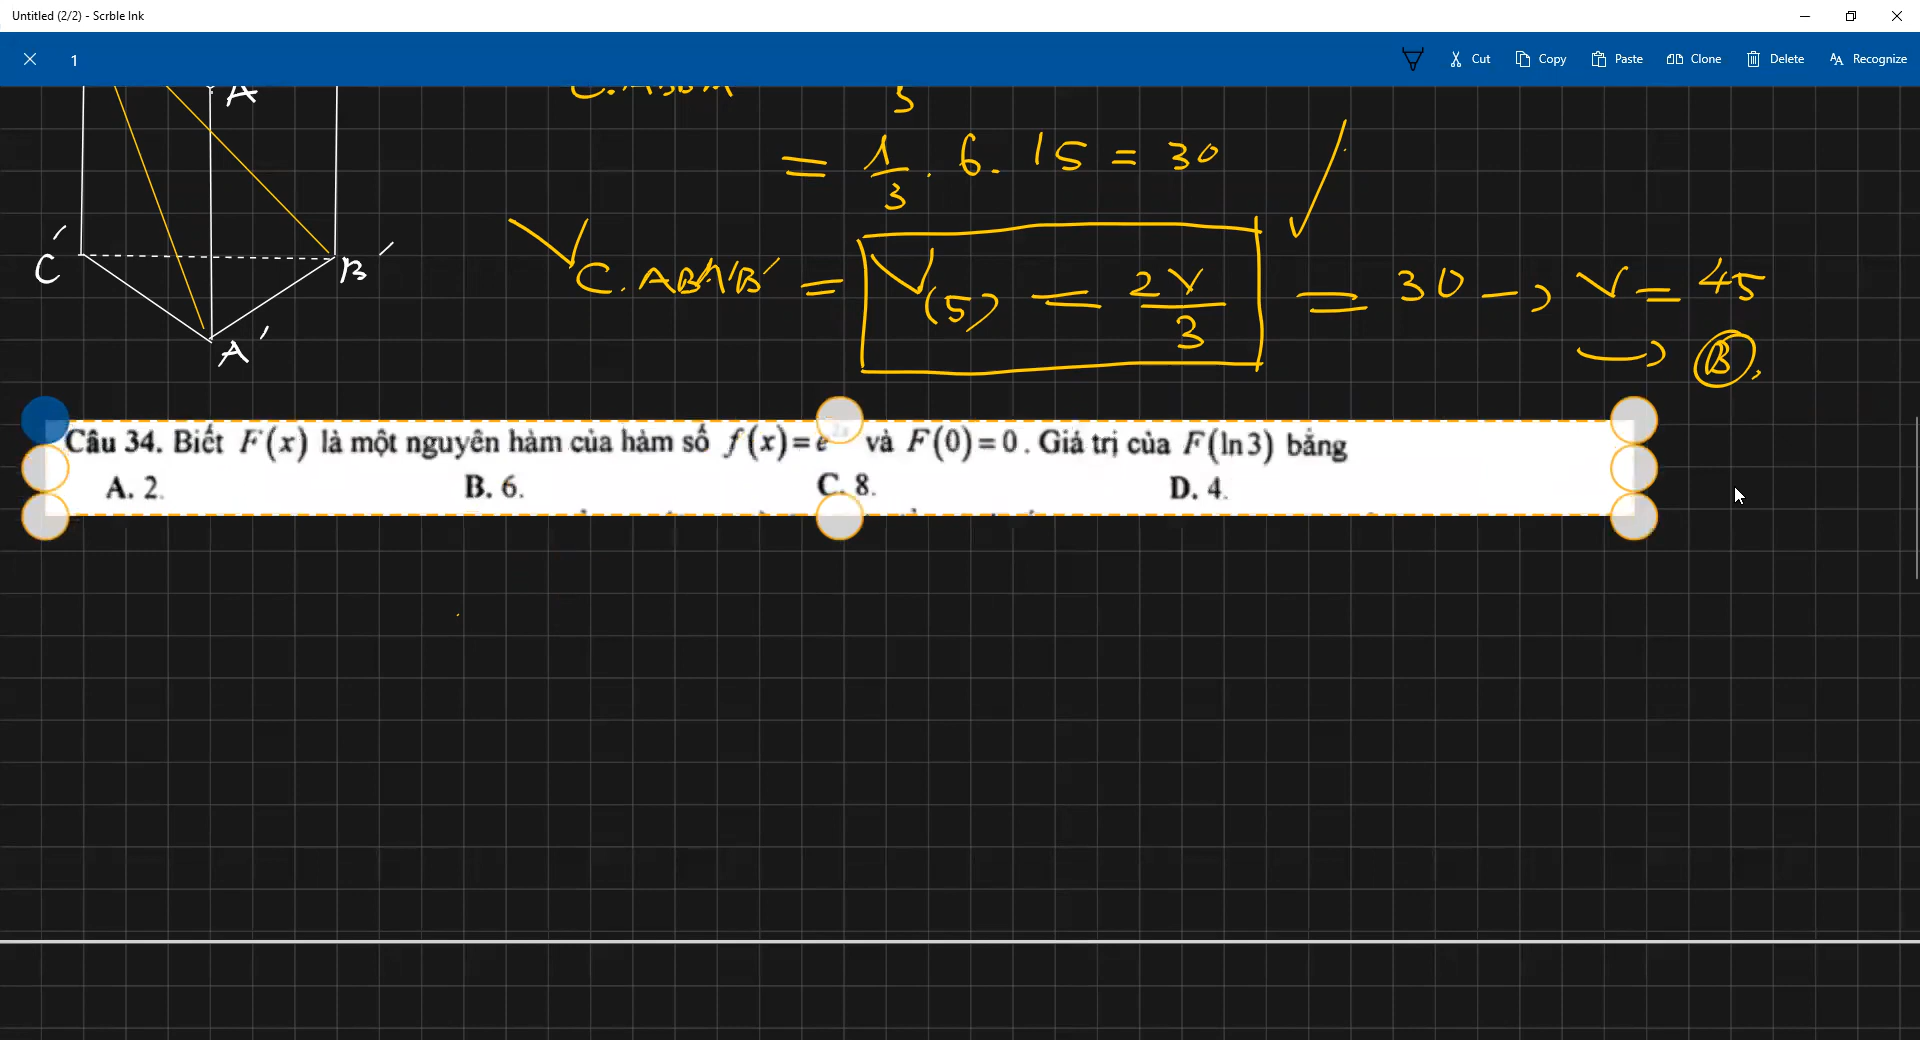 Untitled (2/2) - Scrble Ink
1 Cut Copy Paste Clone Delete Recognize
A
3
= 1/3 . 6. 15 = 30
V C. ABA'B' = V(5) = 2V/3 = 30 → V = 45
→ B.
C' B'
A'
Câu 34. Biết F(x) là một nguyên hàm của hàm số f(x) = e và F(0) = 0. Giá trị của F(ln3) bằng
A. 2. B. 6. C. 8. D. 4.